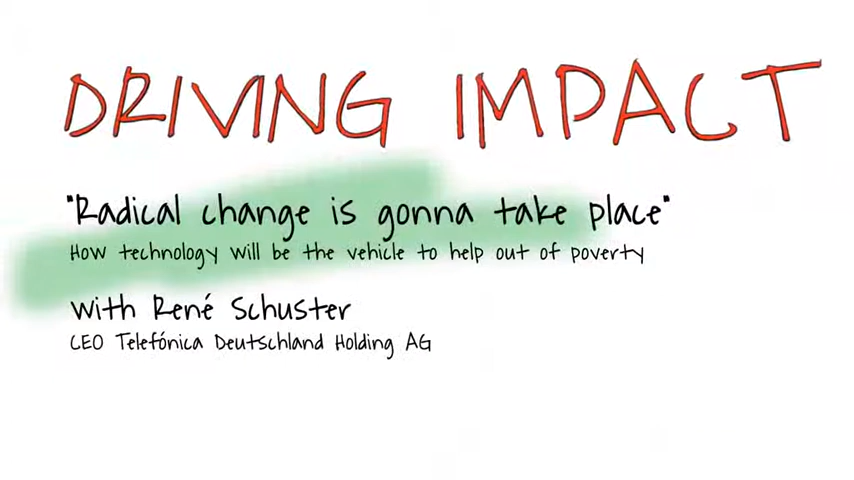 DRIVING IMPACT
"Radical change is gonna take place"
How technology will be the vehicle to help out of poverty
with René Schuster
CEO Telefónica Deutschland Holding AG